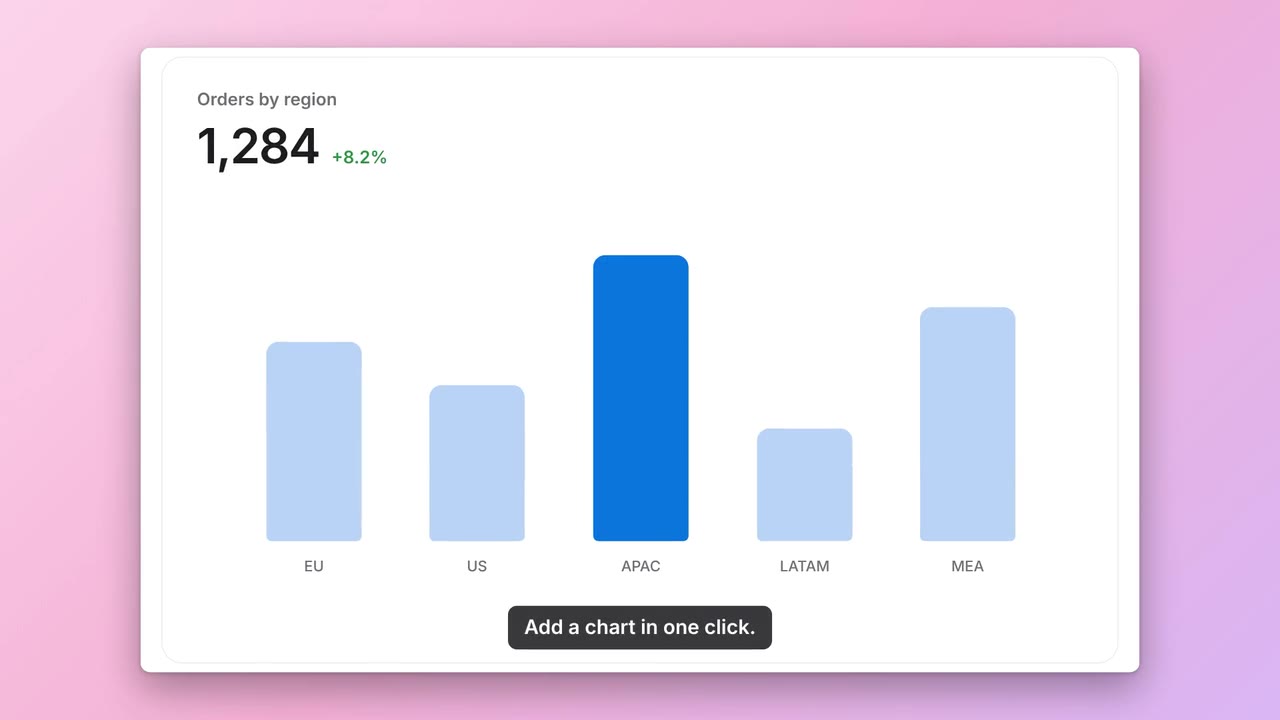 Orders by region
1,284 +8.2%
EU US APAC LATAM MEA
Add a chart in one click.